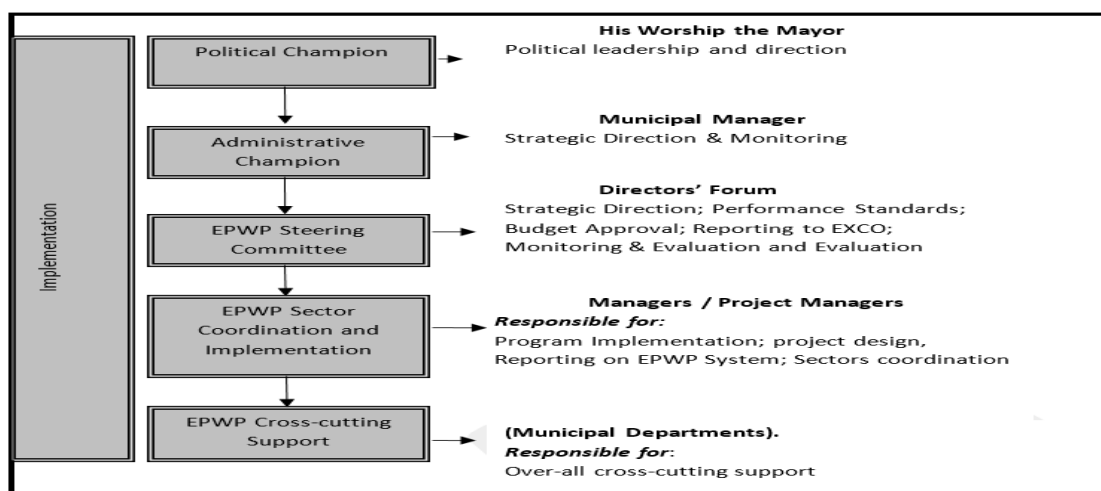 Implementation
Political Champion
His Worship the Mayor
Political leadership and direction
Administrative
Champion
Municipal Manager
Strategic Direction & Monitoring
EPWP Steering
Committee
Directors’ Forum
Strategic Direction; Performance Standards;
Budget Approval; Reporting to EXCO;
Monitoring & Evaluation and Evaluation
EPWP Sector
Coordination and
Implementation
Managers / Project Managers
Responsible for:
Program Implementation; project design,
Reporting on EPWP System; Sectors coordination
EPWP Cross-cutting
Support
(Municipal Departments).
Responsible for:
Over-all cross-cutting support